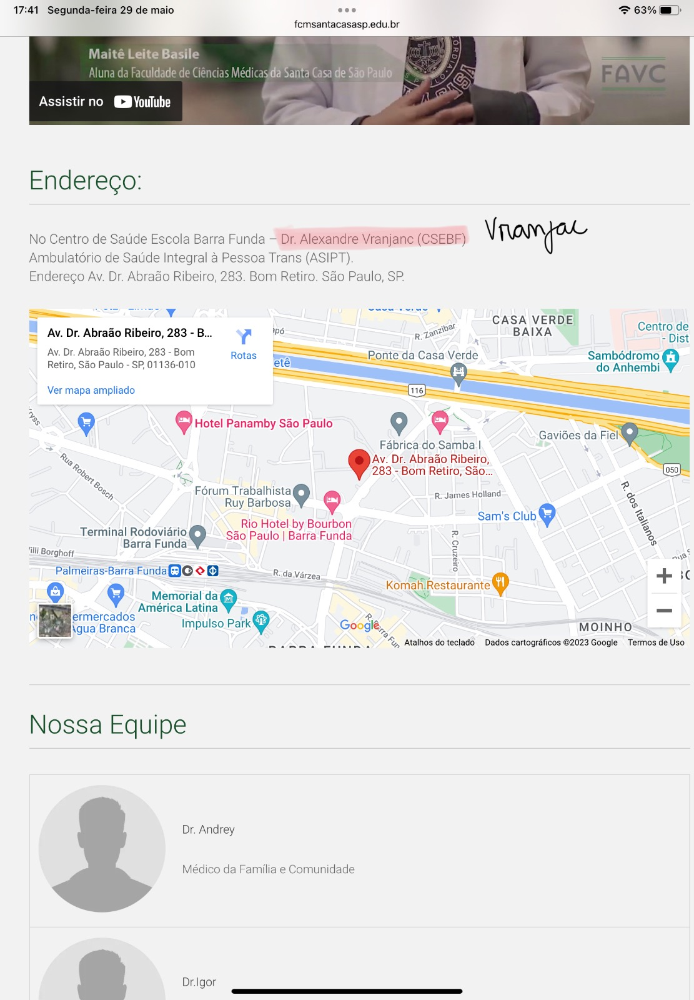 17:41 Segunda-feira 29 de maio
63%
fcmsantacasasp.edu.br
Maitê Leite Basile
Aluna da Faculdade de Ciências Médicas da Santa Casa de São Paulo
FAVC
Assistir no YouTube
Endereço:
Vranjac
No Centro de Saúde Escola Barra Funda – Dr. Alexandre Vranjanc (CSEBF)
Ambulatório de Saúde Integral à Pessoa Trans (ASIPT).
Endereço Av. Dr. Abraão Ribeiro, 283. Bom Retiro. São Paulo, SP.
Av. Dr. Abraão Ribeiro, 283 - B...
Av. Dr. Abraão Ribeiro, 283 - Bom
Retiro, São Paulo - SP, 01136-010
Rotas
Ver mapa ampliado
R. Zanzibar
CASA VERDE
BAIXA
Centro de
- Dist
Ponte da Casa Verde
Sambódromo
do Anhembi
116
Hotel Panamby São Paulo
Gaviões da Fiel
Fábrica do Samba I
Av. Dr. Abraão Ribeiro,
283 - Bom Retiro, São...
050
Rua Robert Bosch
Fórum Trabalhista
Ruy Barbosa
R. James Holland
R. dos Italianos
Sam's Club
Rio Hotel by Bourbon
São Paulo | Barra Funda
Terminal Rodoviário
Barra Funda
R. Cruzeiro
Palmeiras-Barra Funda
R. da Várzea
Komah Restaurante
Memorial da
América Latina
Impulso Park
ermercados
Água Branca
MOINHO
Google
R. Barra Fun
BARRA FUNDA
Atalhos do teclado Dados cartográficos ©2023 Google Termos de Uso
Nossa Equipe
Dr. Andrey
Médico da Família e Comunidade
Dr.Igor